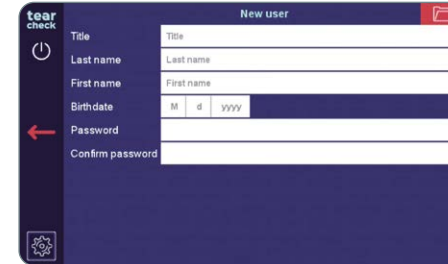 tear
check
New user
Title Title
Last name Last name
First name First name
Birthdate M d yyyy
Password
Confirm password